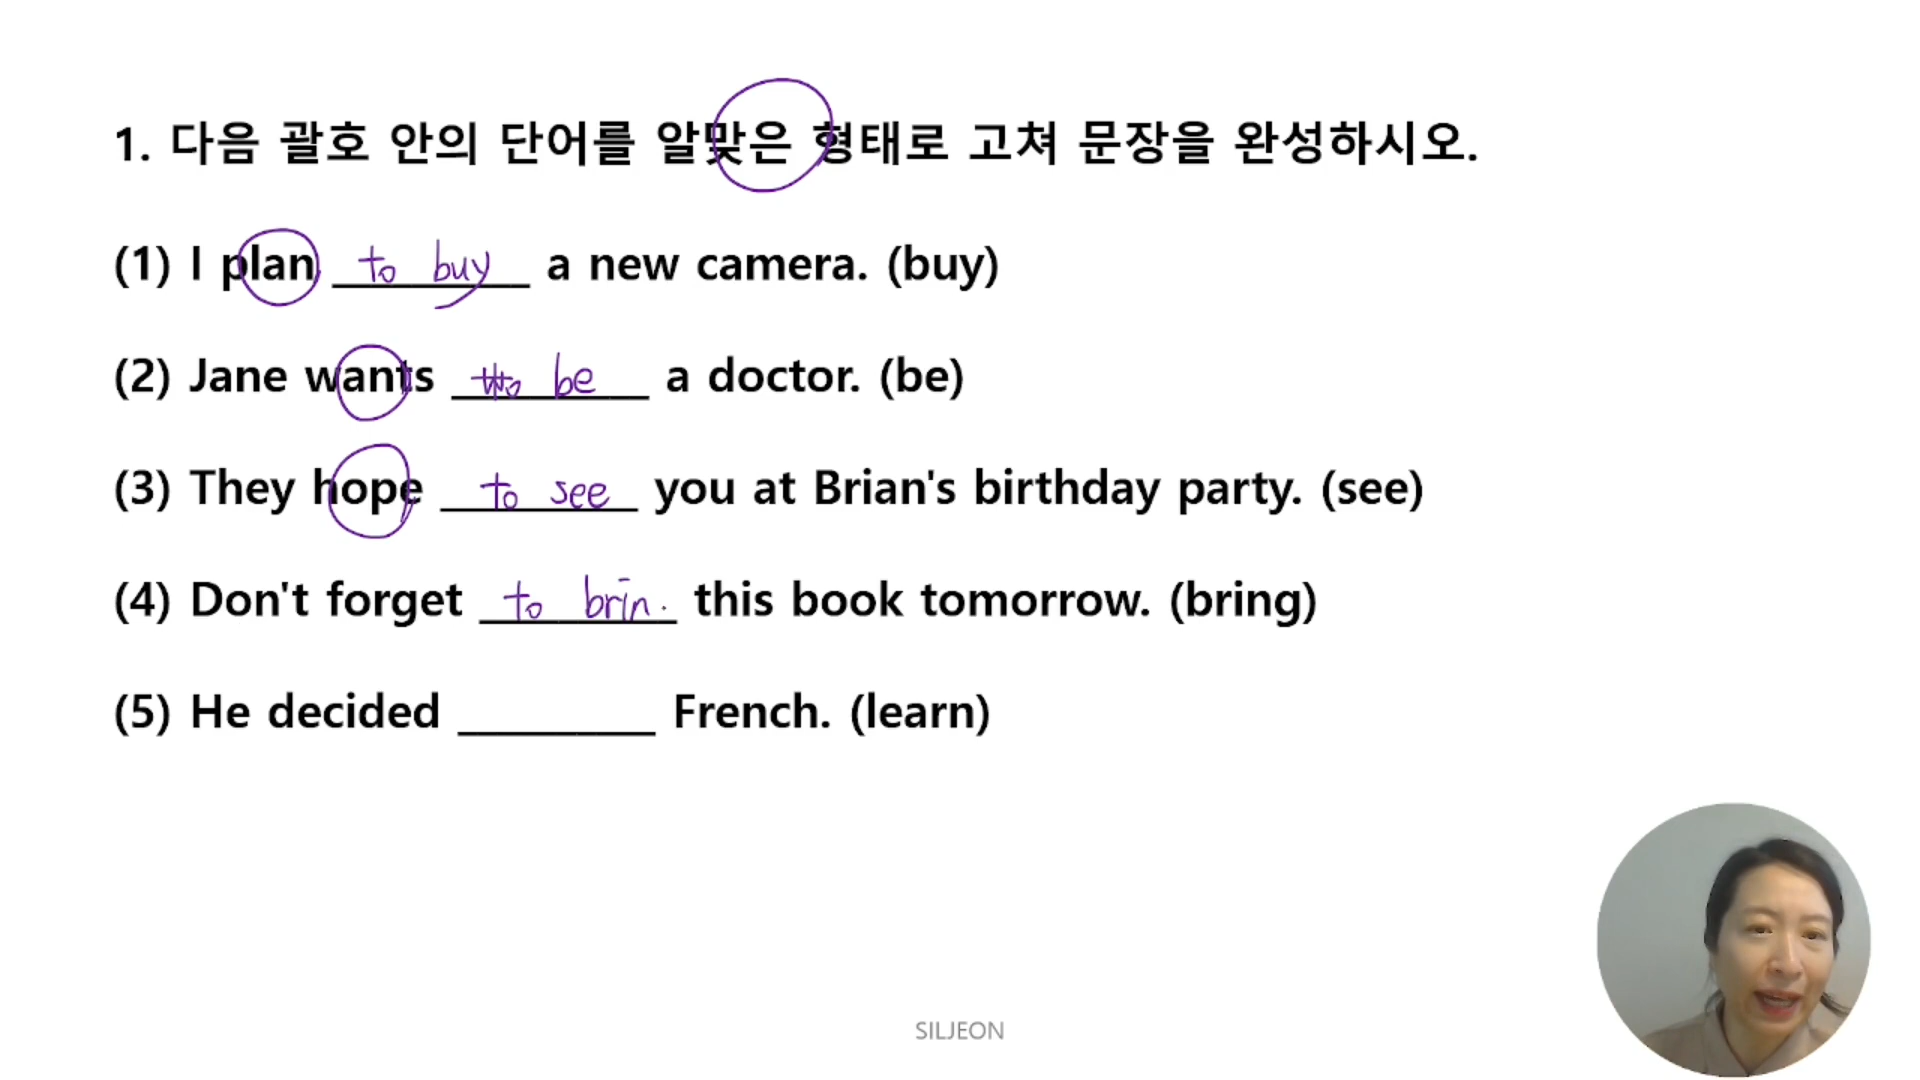 1. 다음 괄호 안의 단어를 알맞은 형태로 고쳐 문장을 완성하시오.
(1) I plan to buy a new camera. (buy)
(2) Jane wants to be a doctor. (be)
(3) They hope to see you at Brian's birthday party. (see)
(4) Don't forget to brin this book tomorrow. (bring)
(5) He decided ________ French. (learn)
SILJEON